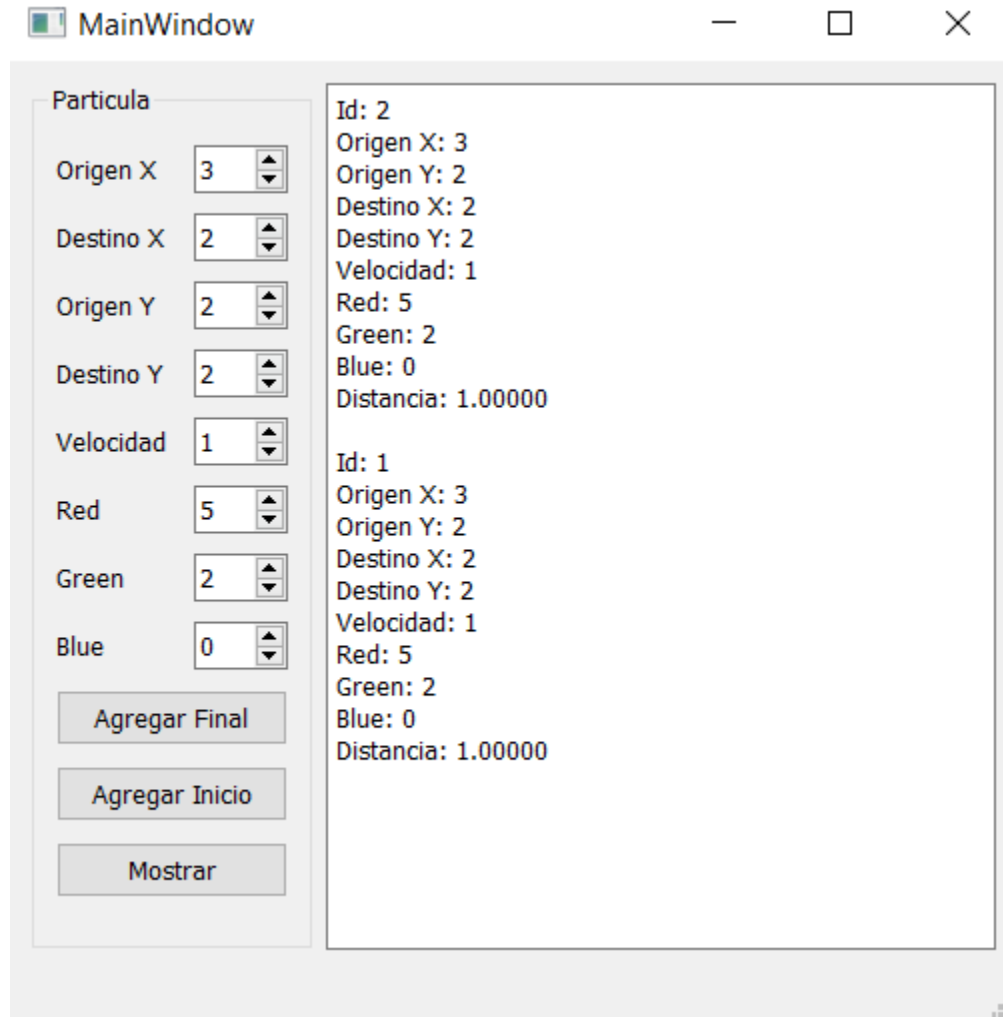 MainWindow
Particula
Origen X 3
Destino X 2
Origen Y 2
Destino Y 2
Velocidad 1
Red 5
Green 2
Blue 0
Agregar Final
Agregar Inicio
Mostrar
Id: 2
Origen X: 3
Origen Y: 2
Destino X: 2
Destino Y: 2
Velocidad: 1
Red: 5
Green: 2
Blue: 0
Distancia: 1.00000
Id: 1
Origen X: 3
Origen Y: 2
Destino X: 2
Destino Y: 2
Velocidad: 1
Red: 5
Green: 2
Blue: 0
Distancia: 1.00000